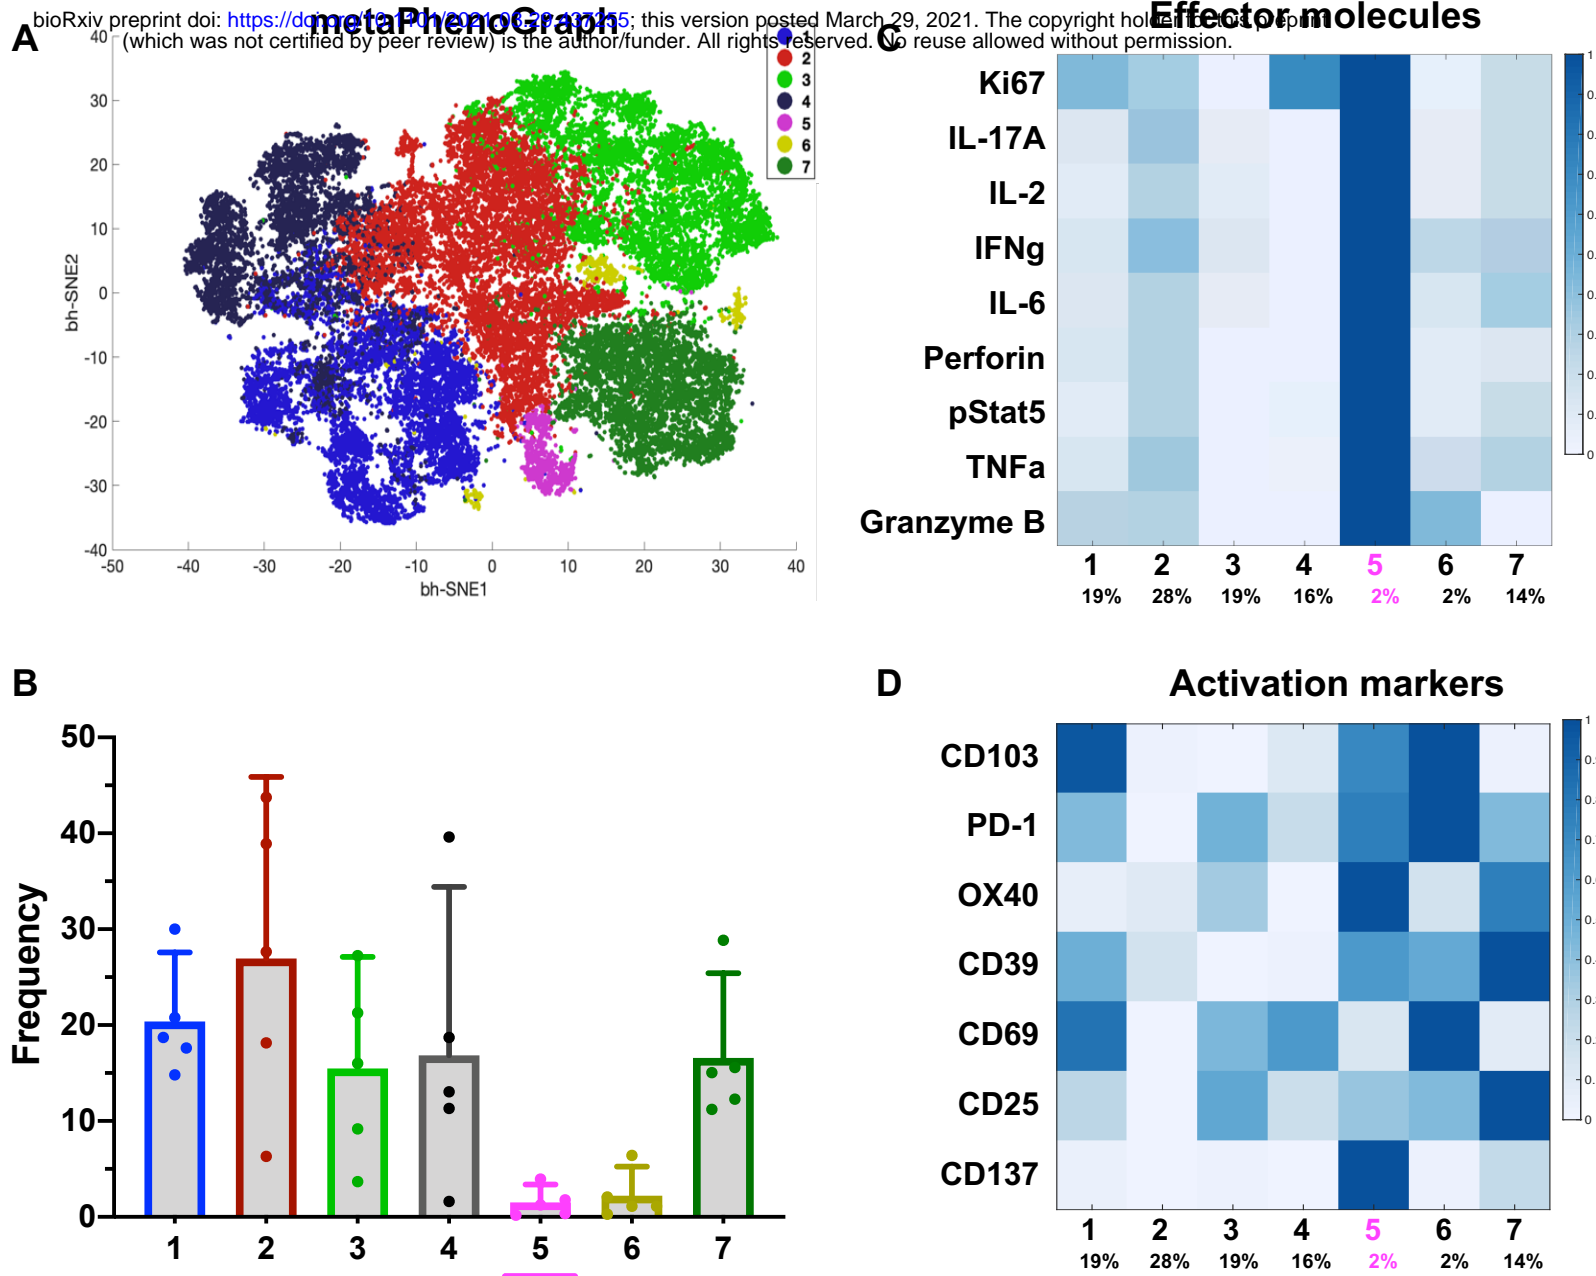 bioRxiv preprint doi: https://doi.org/10.1101/2021.03.29.437255; this version posted March 29, 2021. The copyright holder for this preprint
(which was not certified by peer review) is the author/funder. All rights reserved. No reuse allowed without permission.
A
metaPhenoGraph
1
2
3
4
5
6
7
40
30
20
10
0
-10
-20
-30
-40
bh-SNE2
-50 -40 -30 -20 -10 0 10 20 30 40
bh-SNE1
C
Effector molecules
Ki67
IL-17A
IL-2
IFNg
IL-6
Perforin
pStat5
TNFa
Granzyme B
1 2 3 4 5 6 7
19% 28% 19% 16% 2% 2% 14%
1
0
B
50
40
30
20
10
0
Frequency
1 2 3 4 5 6 7
D
Activation markers
CD103
PD-1
OX40
CD39
CD69
CD25
CD137
1 2 3 4 5 6 7
19% 28% 19% 16% 2% 2% 14%
1
0